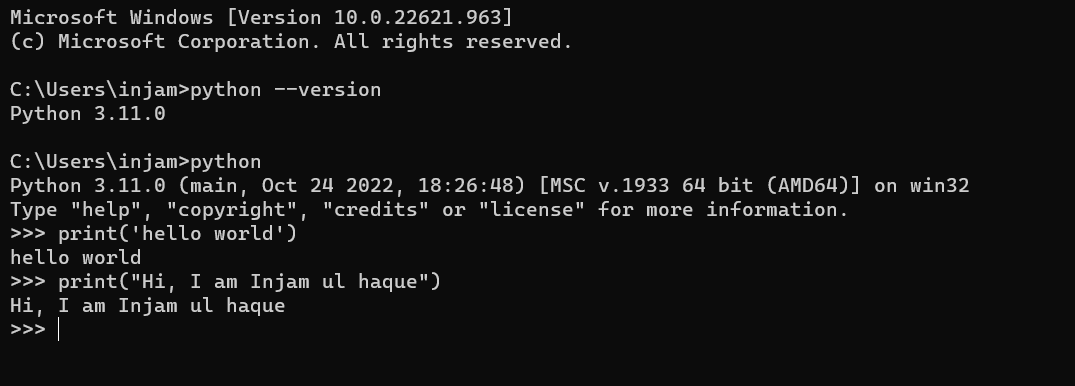 Microsoft Windows [Version 10.0.22621.963]
(c) Microsoft Corporation. All rights reserved.
C:\Users\injam>python --version
Python 3.11.0
C:\Users\injam>python
Python 3.11.0 (main, Oct 24 2022, 18:26:48) [MSC v.1933 64 bit (AMD64)] on win32
Type "help", "copyright", "credits" or "license" for more information.
>>> print('hello world')
hello world
>>> print("Hi, I am Injam ul haque")
Hi, I am Injam ul haque
>>>